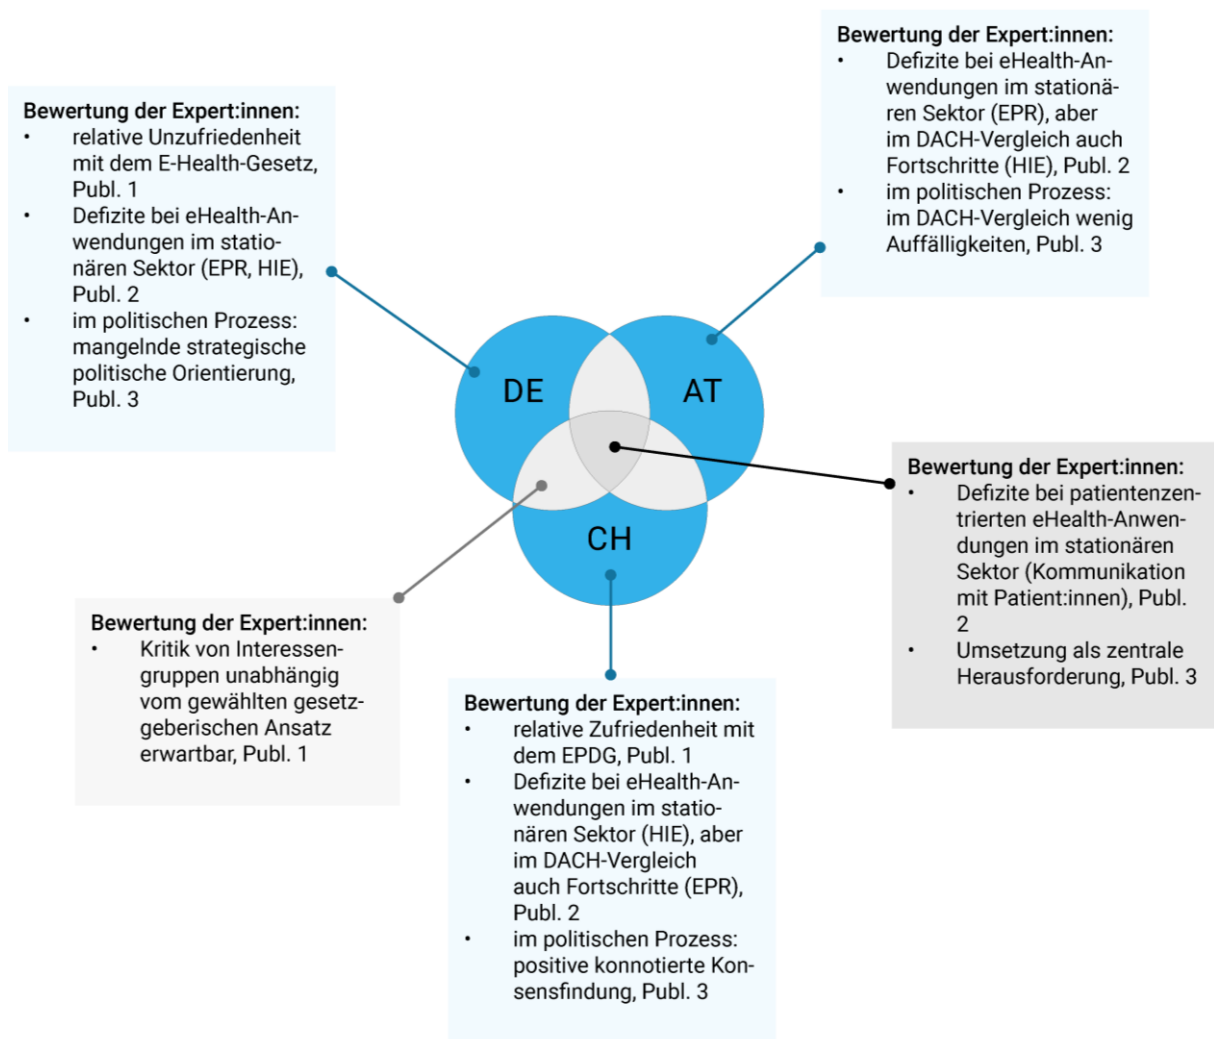 Bewertung der Expert:innen:
• Defizite bei eHealth-An-
wendungen im stationä-
ren Sektor (EPR), aber
im DACH-Vergleich auch
Fortschritte (HIE), Publ. 2
• im politischen Prozess:
im DACH-Vergleich wenig
Auffälligkeiten, Publ. 3
Bewertung der Expert:innen:
• relative Unzufriedenheit
mit dem E-Health-Gesetz,
Publ. 1
• Defizite bei eHealth-An-
wendungen im statio-
nären Sektor (EPR, HIE),
Publ. 2
• im politischen Prozess:
mangelnde strategische
politische Orientierung,
Publ. 3
DE
AT
CH
Bewertung der Expert:innen:
• Defizite bei patientenzen-
trierten eHealth-Anwen-
dungen im stationären
Sektor (Kommunikation
mit Patient:innen), Publ.
2
• Umsetzung als zentrale
Herausforderung, Publ. 3
Bewertung der Expert:innen:
• Kritik von Interessen-
gruppen unabhängig
vom gewählten gesetz-
geberischen Ansatz
erwartbar, Publ. 1
Bewertung der Expert:innen:
• relative Zufriedenheit mit
dem EPDG, Publ. 1
• Defizite bei eHealth-An-
wendungen im statio-
nären Sektor (HIE), aber
im DACH-Vergleich
auch Fortschritte (EPR),
Publ. 2
• im politischen Prozess:
positive konnotierte Kon-
sensfindung, Publ. 3